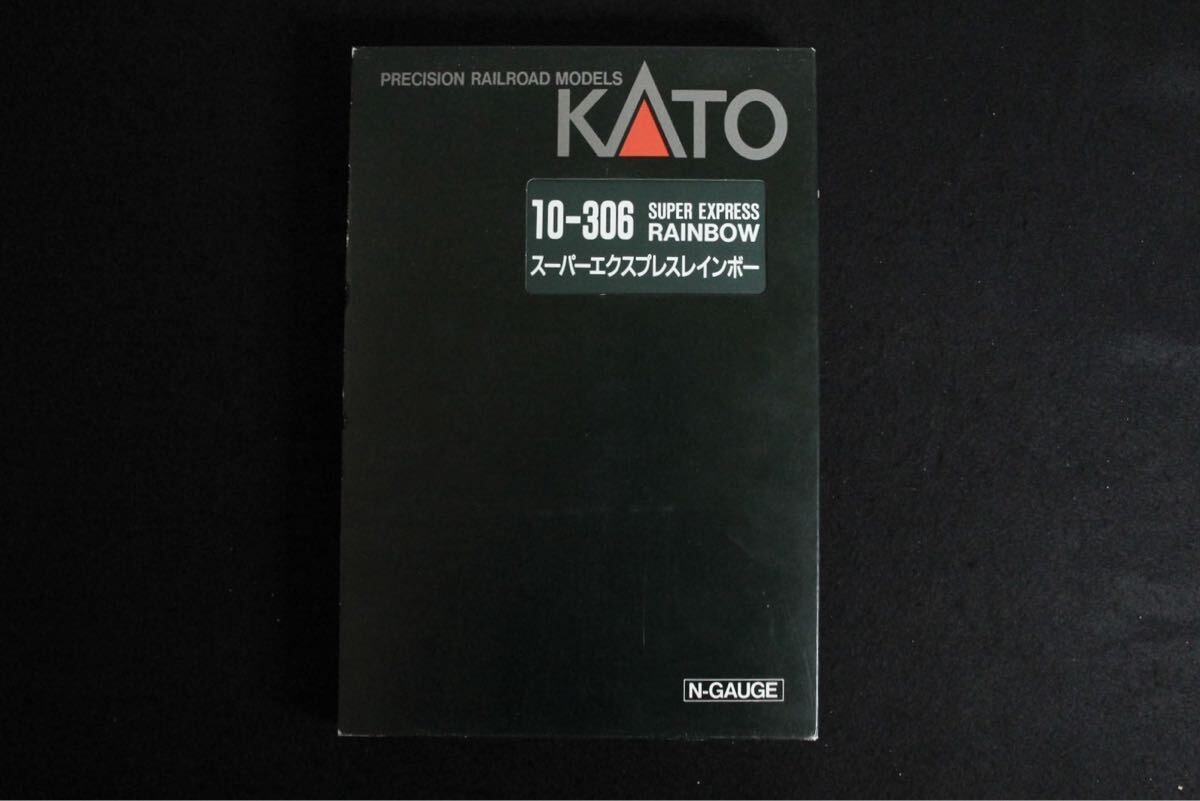 PRECISION RAILROAD MODELS
KATO
10-306 SUPER EXPRESS
RAINBOW
スーパーエクスプレスレインボー
N-GAUGE